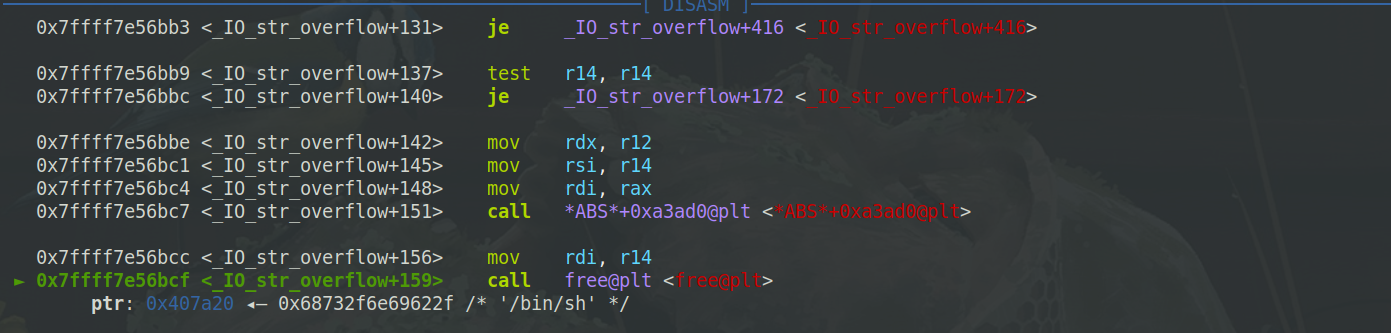 [ DISASM ]
0x7ffff7e56bb3 <_IO_str_overflow+131> je _IO_str_overflow+416 <_IO_str_overflow+416>
0x7ffff7e56bb9 <_IO_str_overflow+137> test r14, r14
0x7ffff7e56bbc <_IO_str_overflow+140> je _IO_str_overflow+172 <_IO_str_overflow+172>
0x7ffff7e56bbe <_IO_str_overflow+142> mov rdx, r12
0x7ffff7e56bc1 <_IO_str_overflow+145> mov rsi, r14
0x7ffff7e56bc4 <_IO_str_overflow+148> mov rdi, rax
0x7ffff7e56bc7 <_IO_str_overflow+151> call *ABS*+0xa3ad0@plt <*ABS*+0xa3ad0@plt>
0x7ffff7e56bcc <_IO_str_overflow+156> mov rdi, r14
► 0x7ffff7e56bcf <_IO_str_overflow+159> call free@plt <free@plt>
ptr: 0x407a20 ◂— 0x68732f6e69622f /* '/bin/sh' */